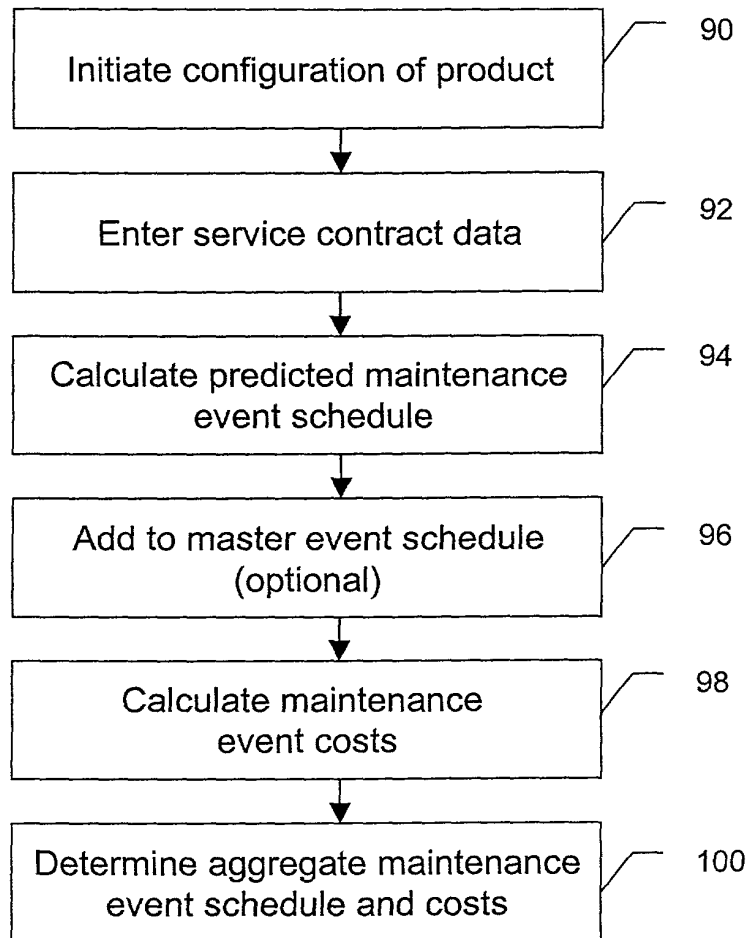 Initiate configuration of product
90
Enter service contract data
92
Calculate predicted maintenance
event schedule
94
Add to master event schedule
(optional)
96
Calculate maintenance
event costs
98
Determine aggregate maintenance
event schedule and costs
100